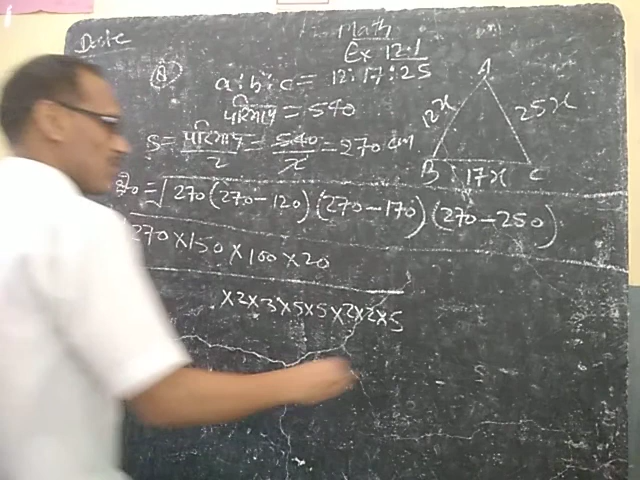 Date
Math
Ex 12.1
a:b:c = 12:17:25
परिमाप = 540
S = परिमाप/2 = 540/2 = 270 cm
A
12x
25x
B 17x C
= √270(270-120)(270-170)(270-250)
270×150×100×20
×2×3×5×5×2×2×5